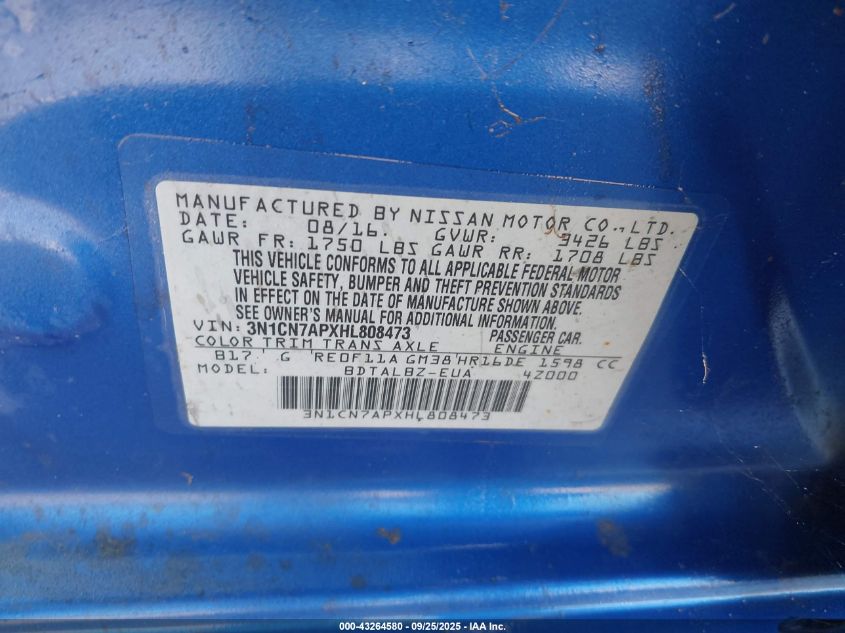 MANUFACTURED BY NISSAN MOTOR CO., LTD.
DATE: 08/16. GVWR: 3426 LBS
GAWR FR: 1750 LBS GAWR RR: 1708 LBS
THIS VEHICLE CONFORMS TO ALL APPLICABLE FEDERAL MOTOR
VEHICLE SAFETY, BUMPER AND THEFT PREVENTION STANDARDS
IN EFFECT ON THE DATE OF MANUFACTURE SHOWN ABOVE.
SEE OWNER'S MANUAL FOR ADDITIONAL INFORMATION.
VIN: 3N1CN7APXHL808473 PASSENGER CAR.
COLOR TRIM TRANS AXLE ENGINE
B17 G RE0F11A GM38 HR16DE 1598 CC
MODEL: BDTALBZ-EUA 4Z000
3N1CN7APXHL808473
000-43264580 - 09/25/2025 - IAA Inc.